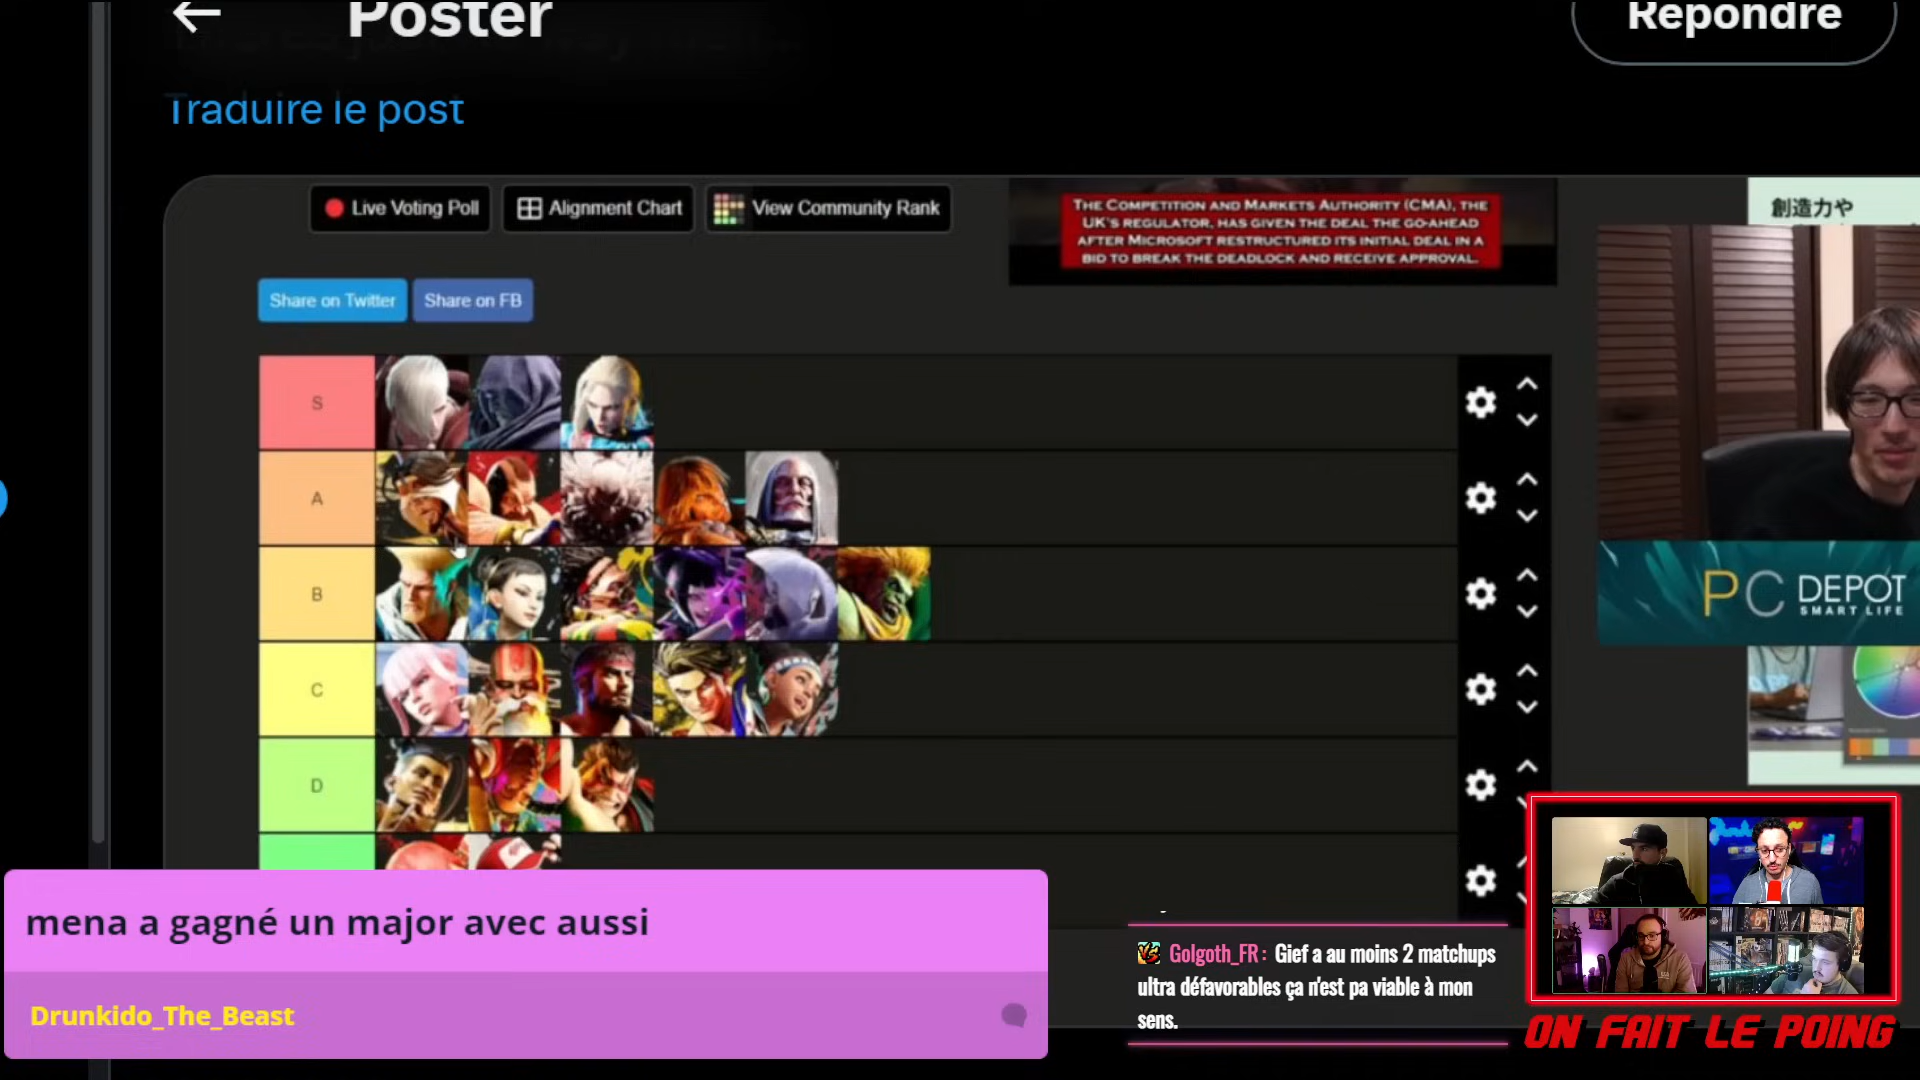 Poster
Répondre
Traduire le post
Live Voting Poll
Alignment Chart
View Community Rank
THE COMPETITION AND MARKETS AUTHORITY (CMA), THE
UK'S REGULATOR, HAS GIVEN THE DEAL THE GO-AHEAD
AFTER MICROSOFT RESTRUCTURED ITS INITIAL DEAL IN A
BID TO BREAK THE DEADLOCK AND RECEIVE APPROVAL.
創造力や
Share on Twitter
Share on FB
S
A
B
C
D
PC DEPOT
SMART LIFE
mena a gagné un major avec aussi
Drunkido_The_Beast
Golgoth_FR: Gief a au moins 2 matchups
ultra défavorables ça n'est pa viable à mon
sens.
ON FAIT LE POING